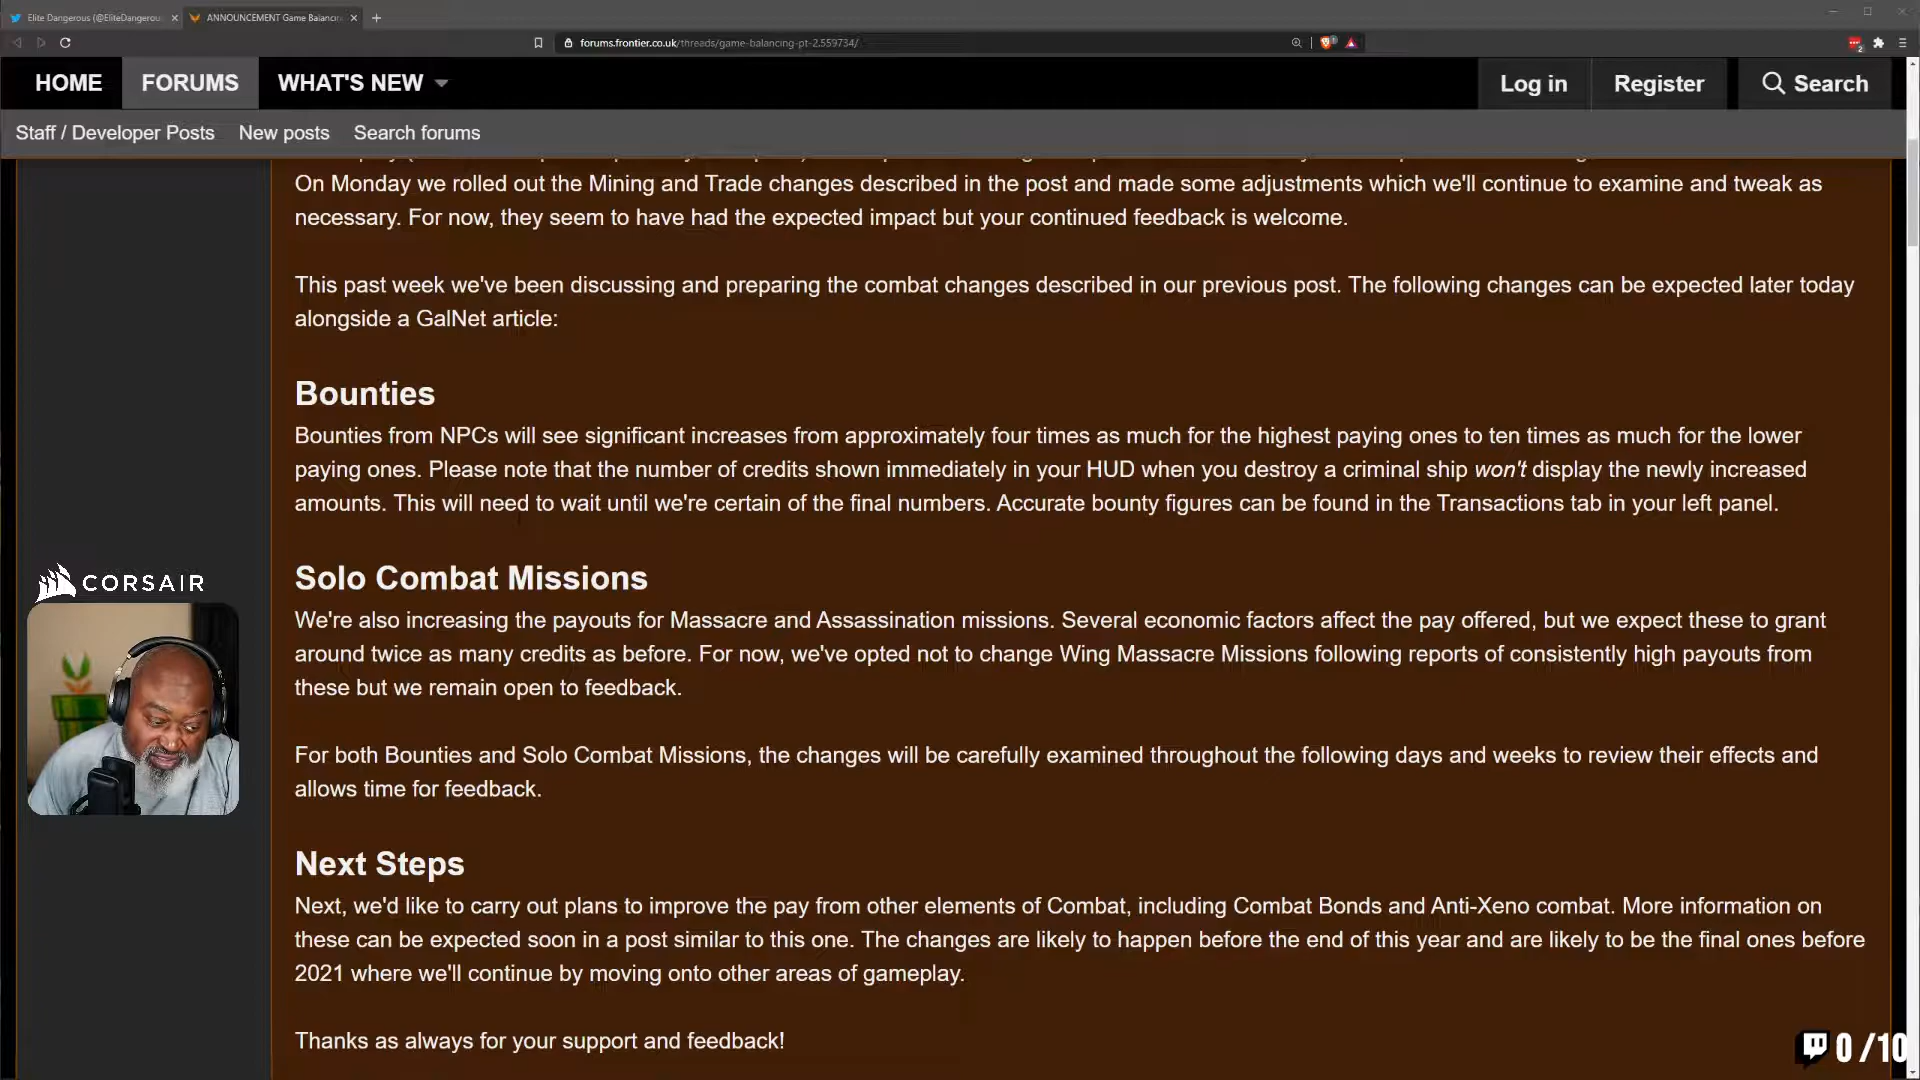 Elite Dangerous (@EliteDangerou
ANNOUNCEMENT Game Balancin
forums.frontier.co.uk/threads/game-balancing-pt-2.559734/
HOME
FORUMS
WHAT'S NEW
Log in
Register
Search
Staff / Developer Posts
New posts
Search forums
On Monday we rolled out the Mining and Trade changes described in the post and made some adjustments which we'll continue to examine and tweak as
necessary. For now, they seem to have had the expected impact but your continued feedback is welcome.
This past week we've been discussing and preparing the combat changes described in our previous post. The following changes can be expected later today
alongside a GalNet article:
Bounties
Bounties from NPCs will see significant increases from approximately four times as much for the highest paying ones to ten times as much for the lower
paying ones. Please note that the number of credits shown immediately in your HUD when you destroy a criminal ship won't display the newly increased
amounts. This will need to wait until we're certain of the final numbers. Accurate bounty figures can be found in the Transactions tab in your left panel.
Solo Combat Missions
We're also increasing the payouts for Massacre and Assassination missions. Several economic factors affect the pay offered, but we expect these to grant
around twice as many credits as before. For now, we've opted not to change Wing Massacre Missions following reports of consistently high payouts from
these but we remain open to feedback.
For both Bounties and Solo Combat Missions, the changes will be carefully examined throughout the following days and weeks to review their effects and
allows time for feedback.
Next Steps
Next, we'd like to carry out plans to improve the pay from other elements of Combat, including Combat Bonds and Anti-Xeno combat. More information on
these can be expected soon in a post similar to this one. The changes are likely to happen before the end of this year and are likely to be the final ones before
2021 where we'll continue by moving onto other areas of gameplay.
Thanks as always for your support and feedback!
CORSAIR
0 /10